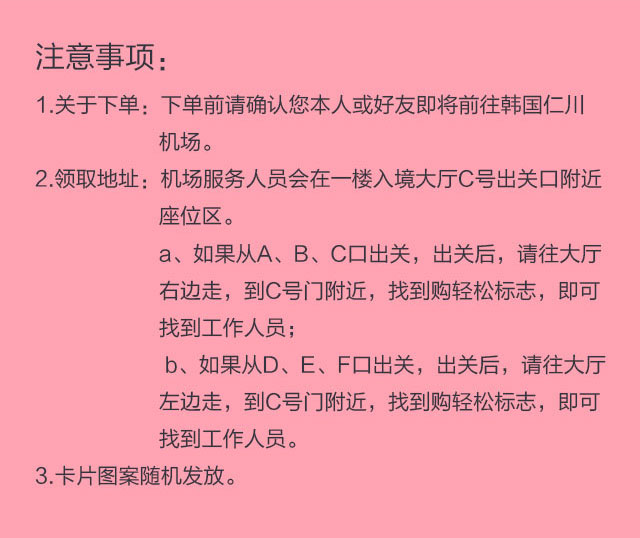 注意事项：
1.关于下单：下单前请确认您本人或好友即将前往韩国仁川
机场。
2.领取地址：机场服务人员会在一楼入境大厅C号出关口附近
座位区。
a、如果从A、B、C口出关，出关后，请往大厅
右边走，到C号门附近，找到购轻松标志，即可
找到工作人员；
b、如果从D、E、F口出关，出关后，请往大厅
左边走，到C号门附近，找到购轻松标志，即可
找到工作人员。
3.卡片图案随机发放。